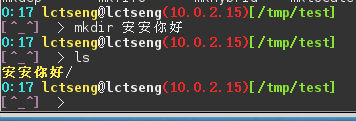 0:17 lctseng@lctseng(10.0.2.15)[/tmp/test]
[^_^]  > mkdir 安安你好
0:17 lctseng@lctseng(10.0.2.15)[/tmp/test]
[^_^]  > ls
安安你好/
0:17 lctseng@lctseng(10.0.2.15)[/tmp/test]
[^_^]  >